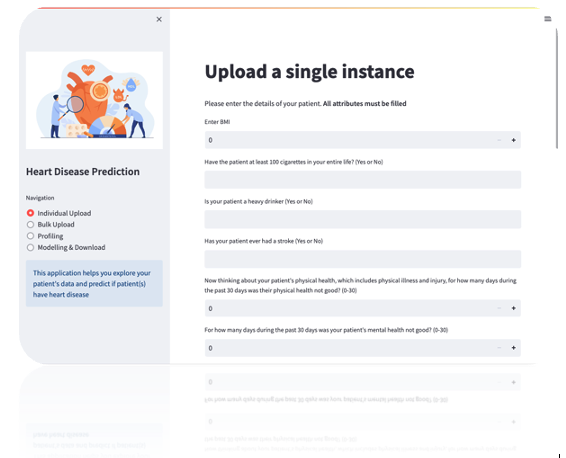 Heart Disease Prediction
Navigation
Individual Upload
Bulk Upload
Profiling
Modelling & Download
This application helps you explore your
patient's data and predict if patient(s)
have heart disease
Upload a single instance
Please enter the details of your patient. All attributes must be filled
Enter BMI
0 - +
Have the patient at least 100 cigarettes in your entire life? (Yes or No)
Is your patient a heavy drinker (Yes or No)
Has your patient ever had a stroke (Yes or No)
Now thinking about your patient's physical health, which includes physical illness and injury, for how many days during
the past 30 days was their physical health not good? (0-30)
0 - +
For how many days during the past 30 days was your patient's mental health not good? (0-30)
0 - +